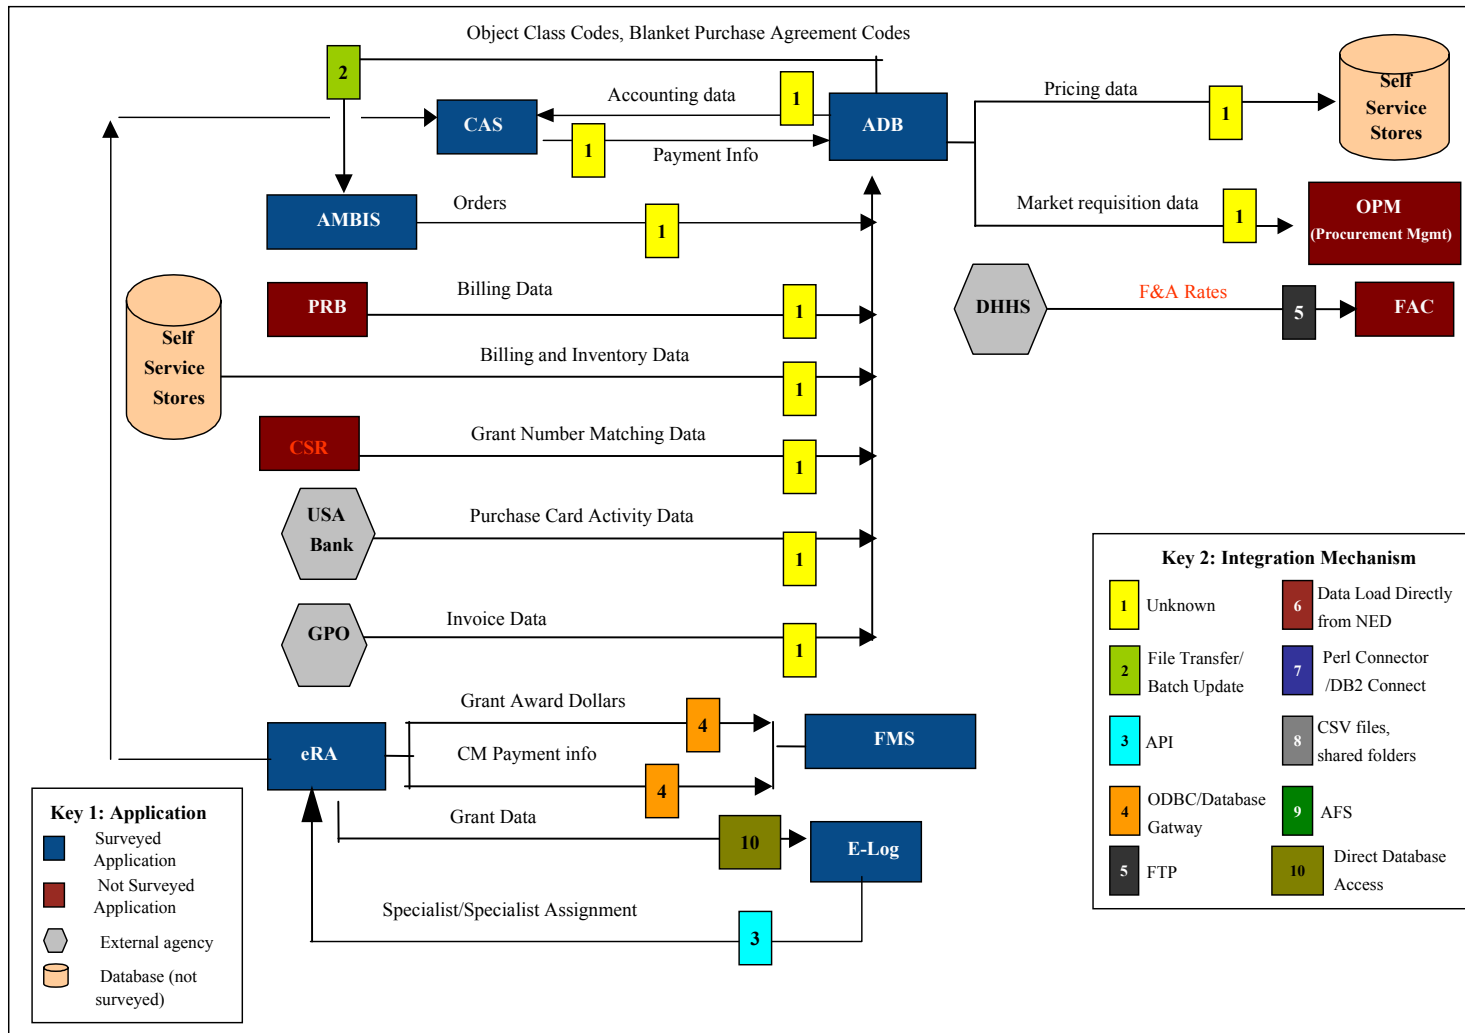 Object Class Codes, Blanket Purchase Agreement Codes
2
Accounting data
1
CAS
ADB
1
Payment Info
Pricing data
1
Self
Service
Stores
AMBIS
Orders
1
Market requisition data
1
OPM
(Procurement Mgmt)
PRB
Billing Data
1
DHHS
F&A Rates
5
FAC
Self
Service
Stores
Billing and Inventory Data
1
CSR
Grant Number Matching Data
1
USA
Bank
Purchase Card Activity Data
1
GPO
Invoice Data
1
eRA
Grant Award Dollars
4
CM Payment info
4
FMS
Grant Data
10
E-Log
Specialist/Specialist Assignment
3
Key 1: Application
Surveyed
Application
Not Surveyed
Application
External agency
Database (not
surveyed)
Key 2: Integration Mechanism
1
Unknown
6
Data Load Directly
from NED
2
File Transfer/
Batch Update
7
Perl Connector
/DB2 Connect
3
API
8
CSV files,
shared folders
4
ODBC/Database
Gatway
9
AFS
5
FTP
10
Direct Database
Access